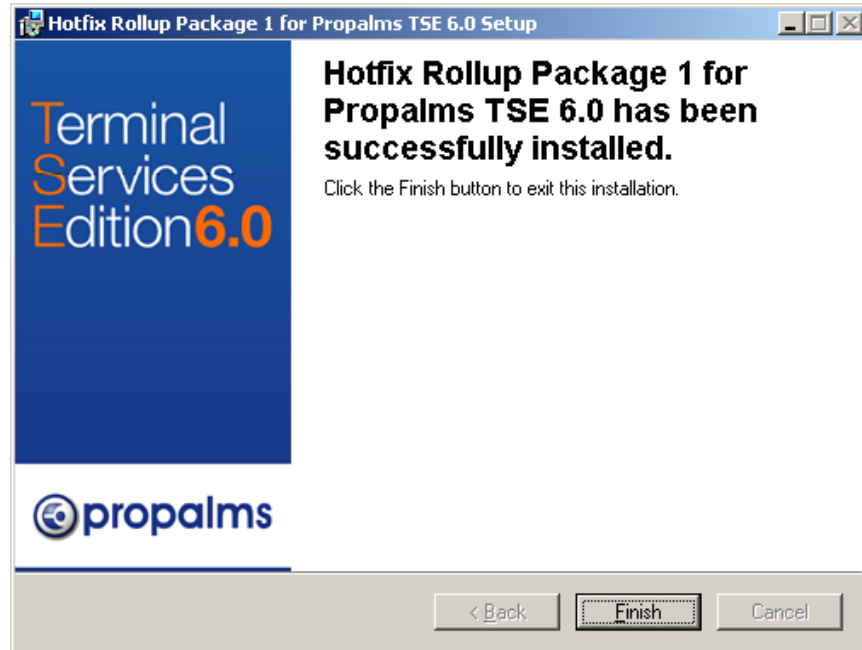 Hotfix Rollup Package 1 for Propalms TSE 6.0 Setup
Terminal
Services
Edition6.0
Hotfix Rollup Package 1 for
Propalms TSE 6.0 has been
successfully installed.
Click the Finish button to exit this installation.
propalms
< Back
Finish
Cancel